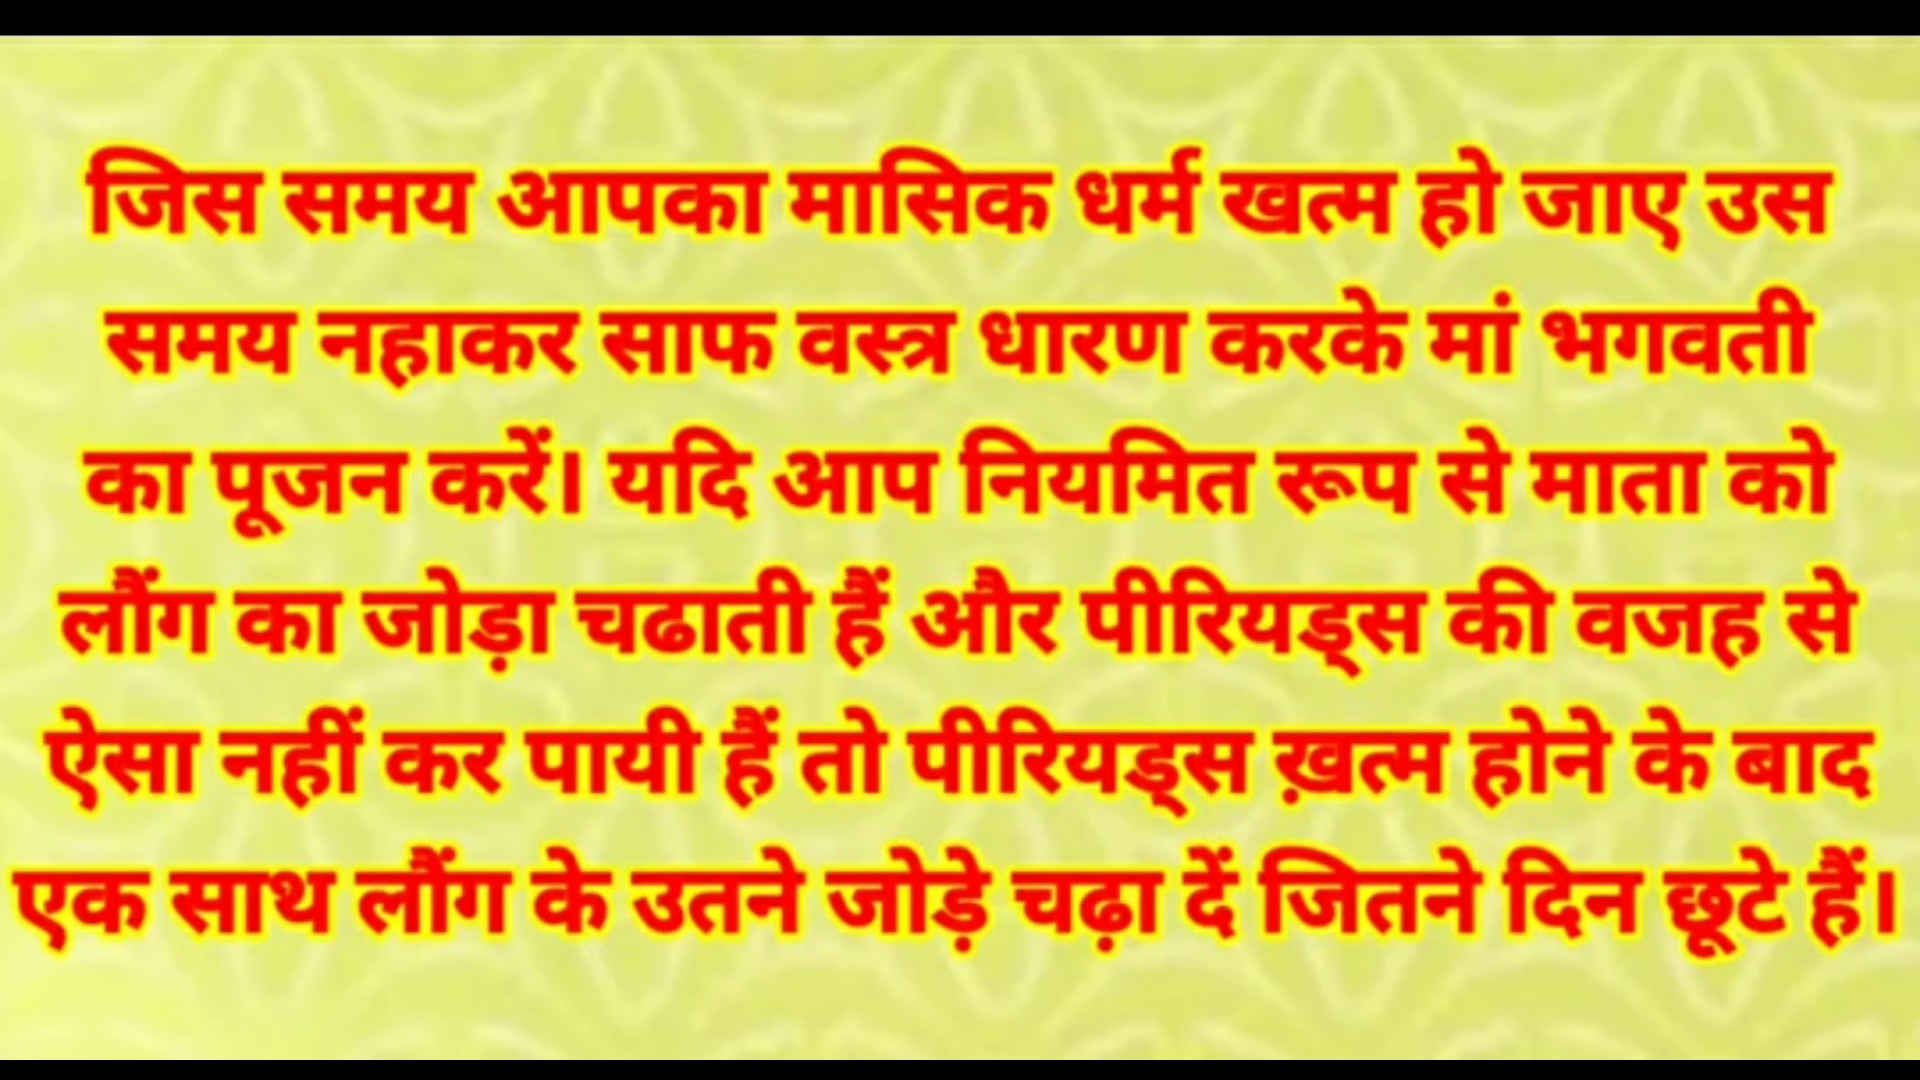 जिस समय आपका मासिक धर्म खत्म हो जाए उस
समय नहाकर साफ वस्त्र धारण करके मां भगवती
का पूजन करें। यदि आप नियमित रूप से माता को
लौंग का जोड़ा चढाती हैं और पीरियड्स की वजह से
ऐसा नहीं कर पायी हैं तो पीरियड्स ख़त्म होने के बाद
एक साथ लौंग के उतने जोड़े चढ़ा दें जितने दिन छूटे हैं।